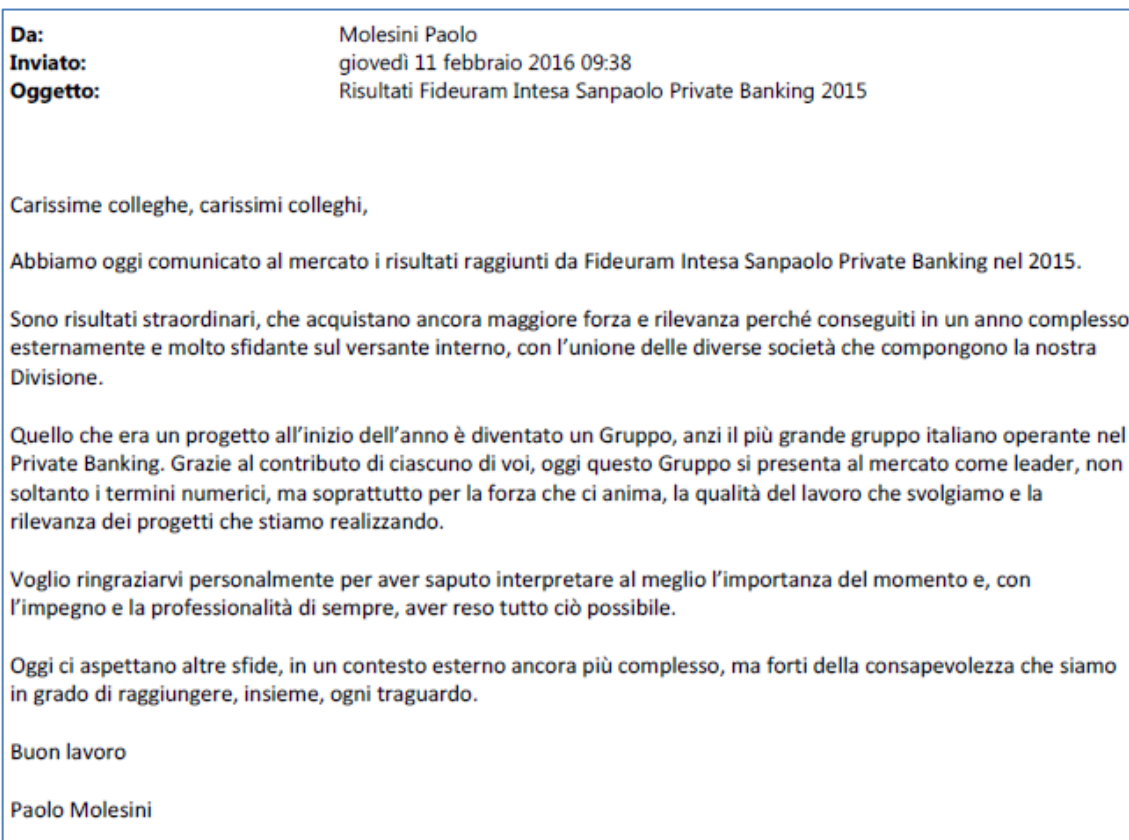 Da: Molesini Paolo
Inviato: giovedì 11 febbraio 2016 09:38
Oggetto: Risultati Fideuram Intesa Sanpaolo Private Banking 2015
Carissime colleghe, carissimi colleghi,
Abbiamo oggi comunicato al mercato i risultati raggiunti da Fideuram Intesa Sanpaolo Private Banking nel 2015.
Sono risultati straordinari, che acquistano ancora maggiore forza e rilevanza perché conseguiti in un anno complesso
esternamente e molto sfidante sul versante interno, con l'unione delle diverse società che compongono la nostra
Divisione.
Quello che era un progetto all'inizio dell'anno è diventato un Gruppo, anzi il più grande gruppo italiano operante nel
Private Banking. Grazie al contributo di ciascuno di voi, oggi questo Gruppo si presenta al mercato come leader, non
soltanto i termini numerici, ma soprattutto per la forza che ci anima, la qualità del lavoro che svolgiamo e la
rilevanza dei progetti che stiamo realizzando.
Voglio ringraziarvi personalmente per aver saputo interpretare al meglio l'importanza del momento e, con
l'impegno e la professionalità di sempre, aver reso tutto ciò possibile.
Oggi ci aspettano altre sfide, in un contesto esterno ancora più complesso, ma forti della consapevolezza che siamo
in grado di raggiungere, insieme, ogni traguardo.
Buon lavoro
Paolo Molesini